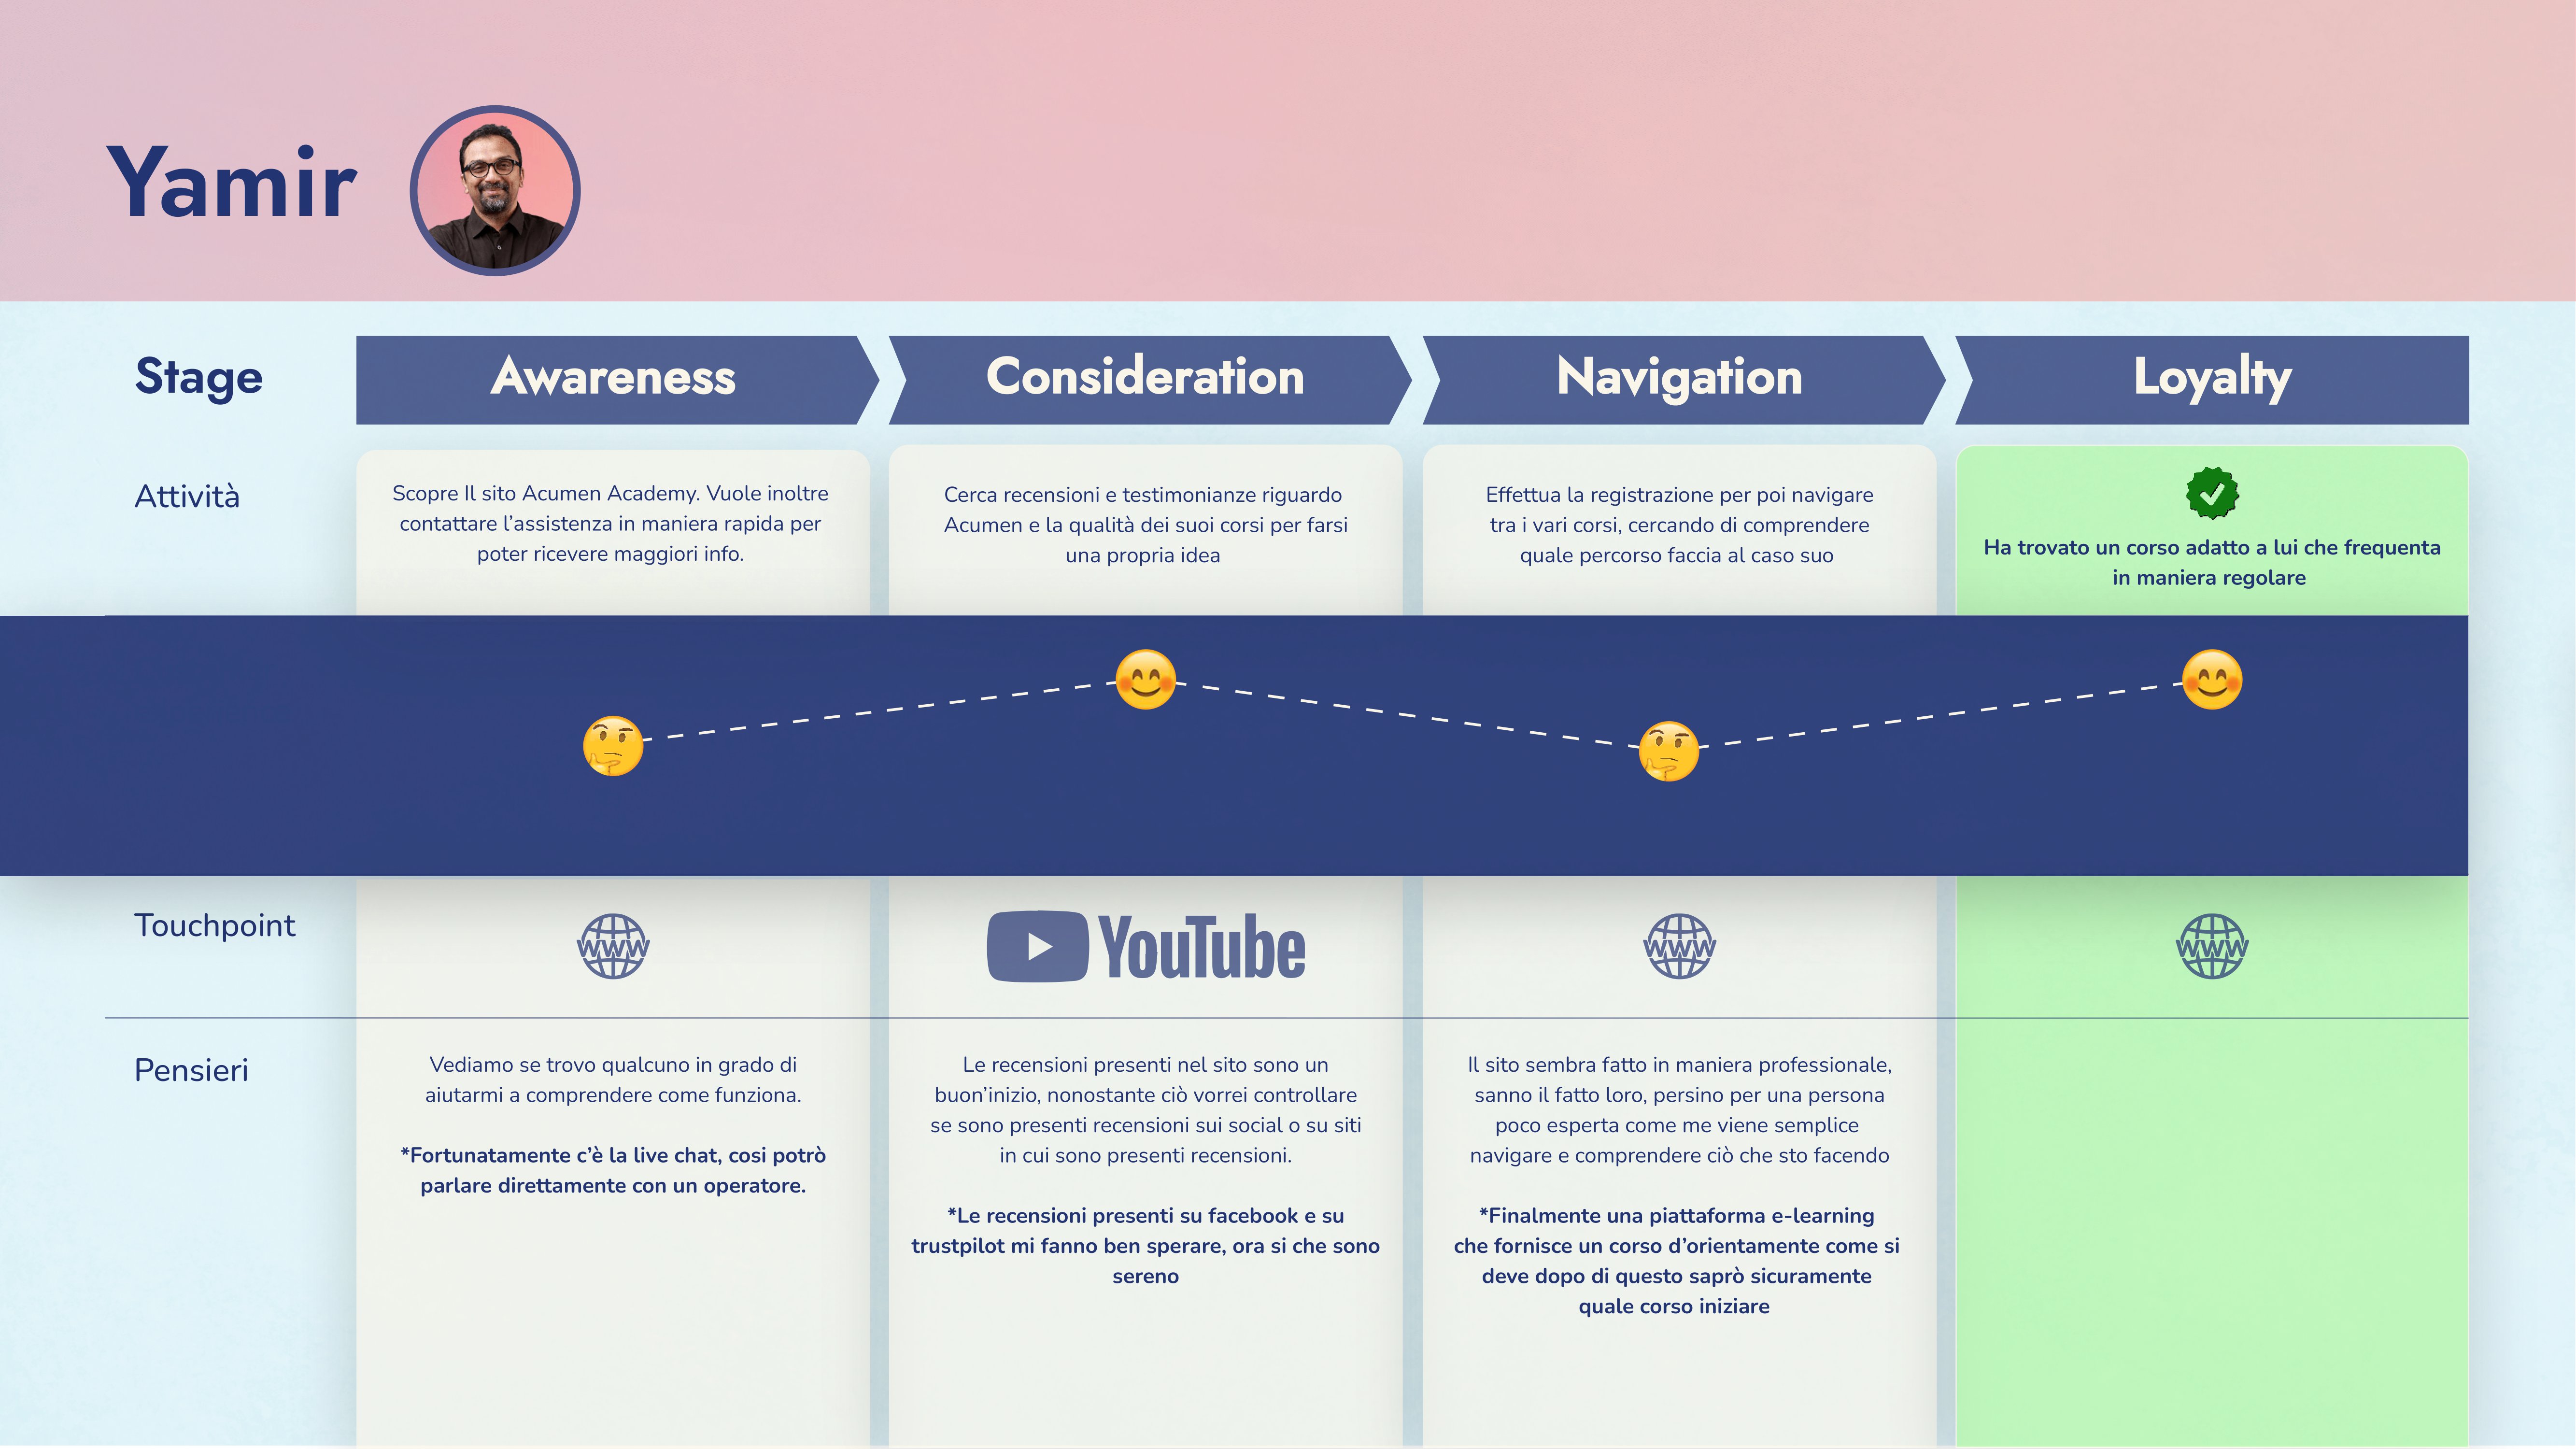 Yamir
Stage
Awareness
Consideration
Navigation
Loyalty
Attività
Scopre Il sito Acumen Academy. Vuole inoltre
contattare l'assistenza in maniera rapida per
poter ricevere maggiori info.
Cerca recensioni e testimonianze riguardo
Acumen e la qualità dei suoi corsi per farsi
una propria idea
Effettua la registrazione per poi navigare
tra i vari corsi, cercando di comprendere
quale percorso faccia al caso suo
Ha trovato un corso adatto a lui che frequenta
in maniera regolare
Touchpoint
WWW
YouTube
WWW
WWW
Pensieri
Vediamo se trovo qualcuno in grado di
aiutarmi a comprendere come funziona.
*Fortunatamente c'è la live chat, cosi potrò
parlare direttamente con un operatore.
Le recensioni presenti nel sito sono un
buon'inizio, nonostante ciò vorrei controllare
se sono presenti recensioni sui social o su siti
in cui sono presenti recensioni.
*Le recensioni presenti su facebook e su
trustpilot mi fanno ben sperare, ora si che sono
sereno
Il sito sembra fatto in maniera professionale,
sanno il fatto loro, persino per una persona
poco esperta come me viene semplice
navigare e comprendere ciò che sto facendo
*Finalmente una piattaforma e-learning
che fornisce un corso d'orientamente come si
deve dopo di questo saprò sicuramente
quale corso iniziare